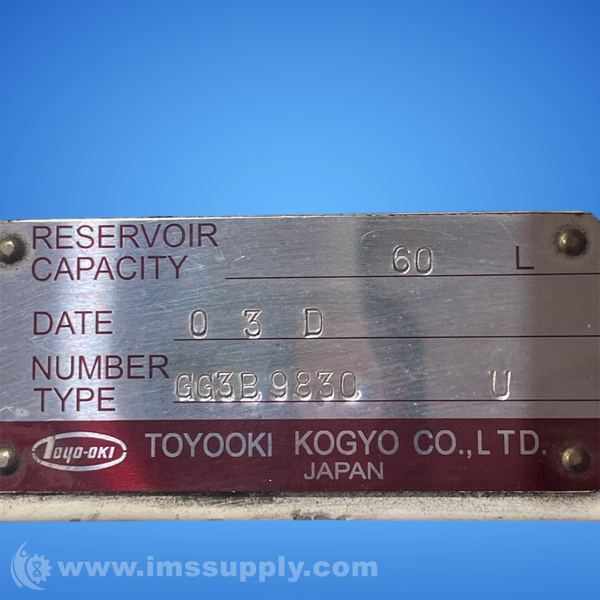 RESERVOIR
CAPACITY 60 L
DATE 0 3 D
NUMBER
TYPE GG3B9830 U
TOYO-OKI TOYOOKI KOGYO CO.,LTD.
JAPAN
www.imssupply.com